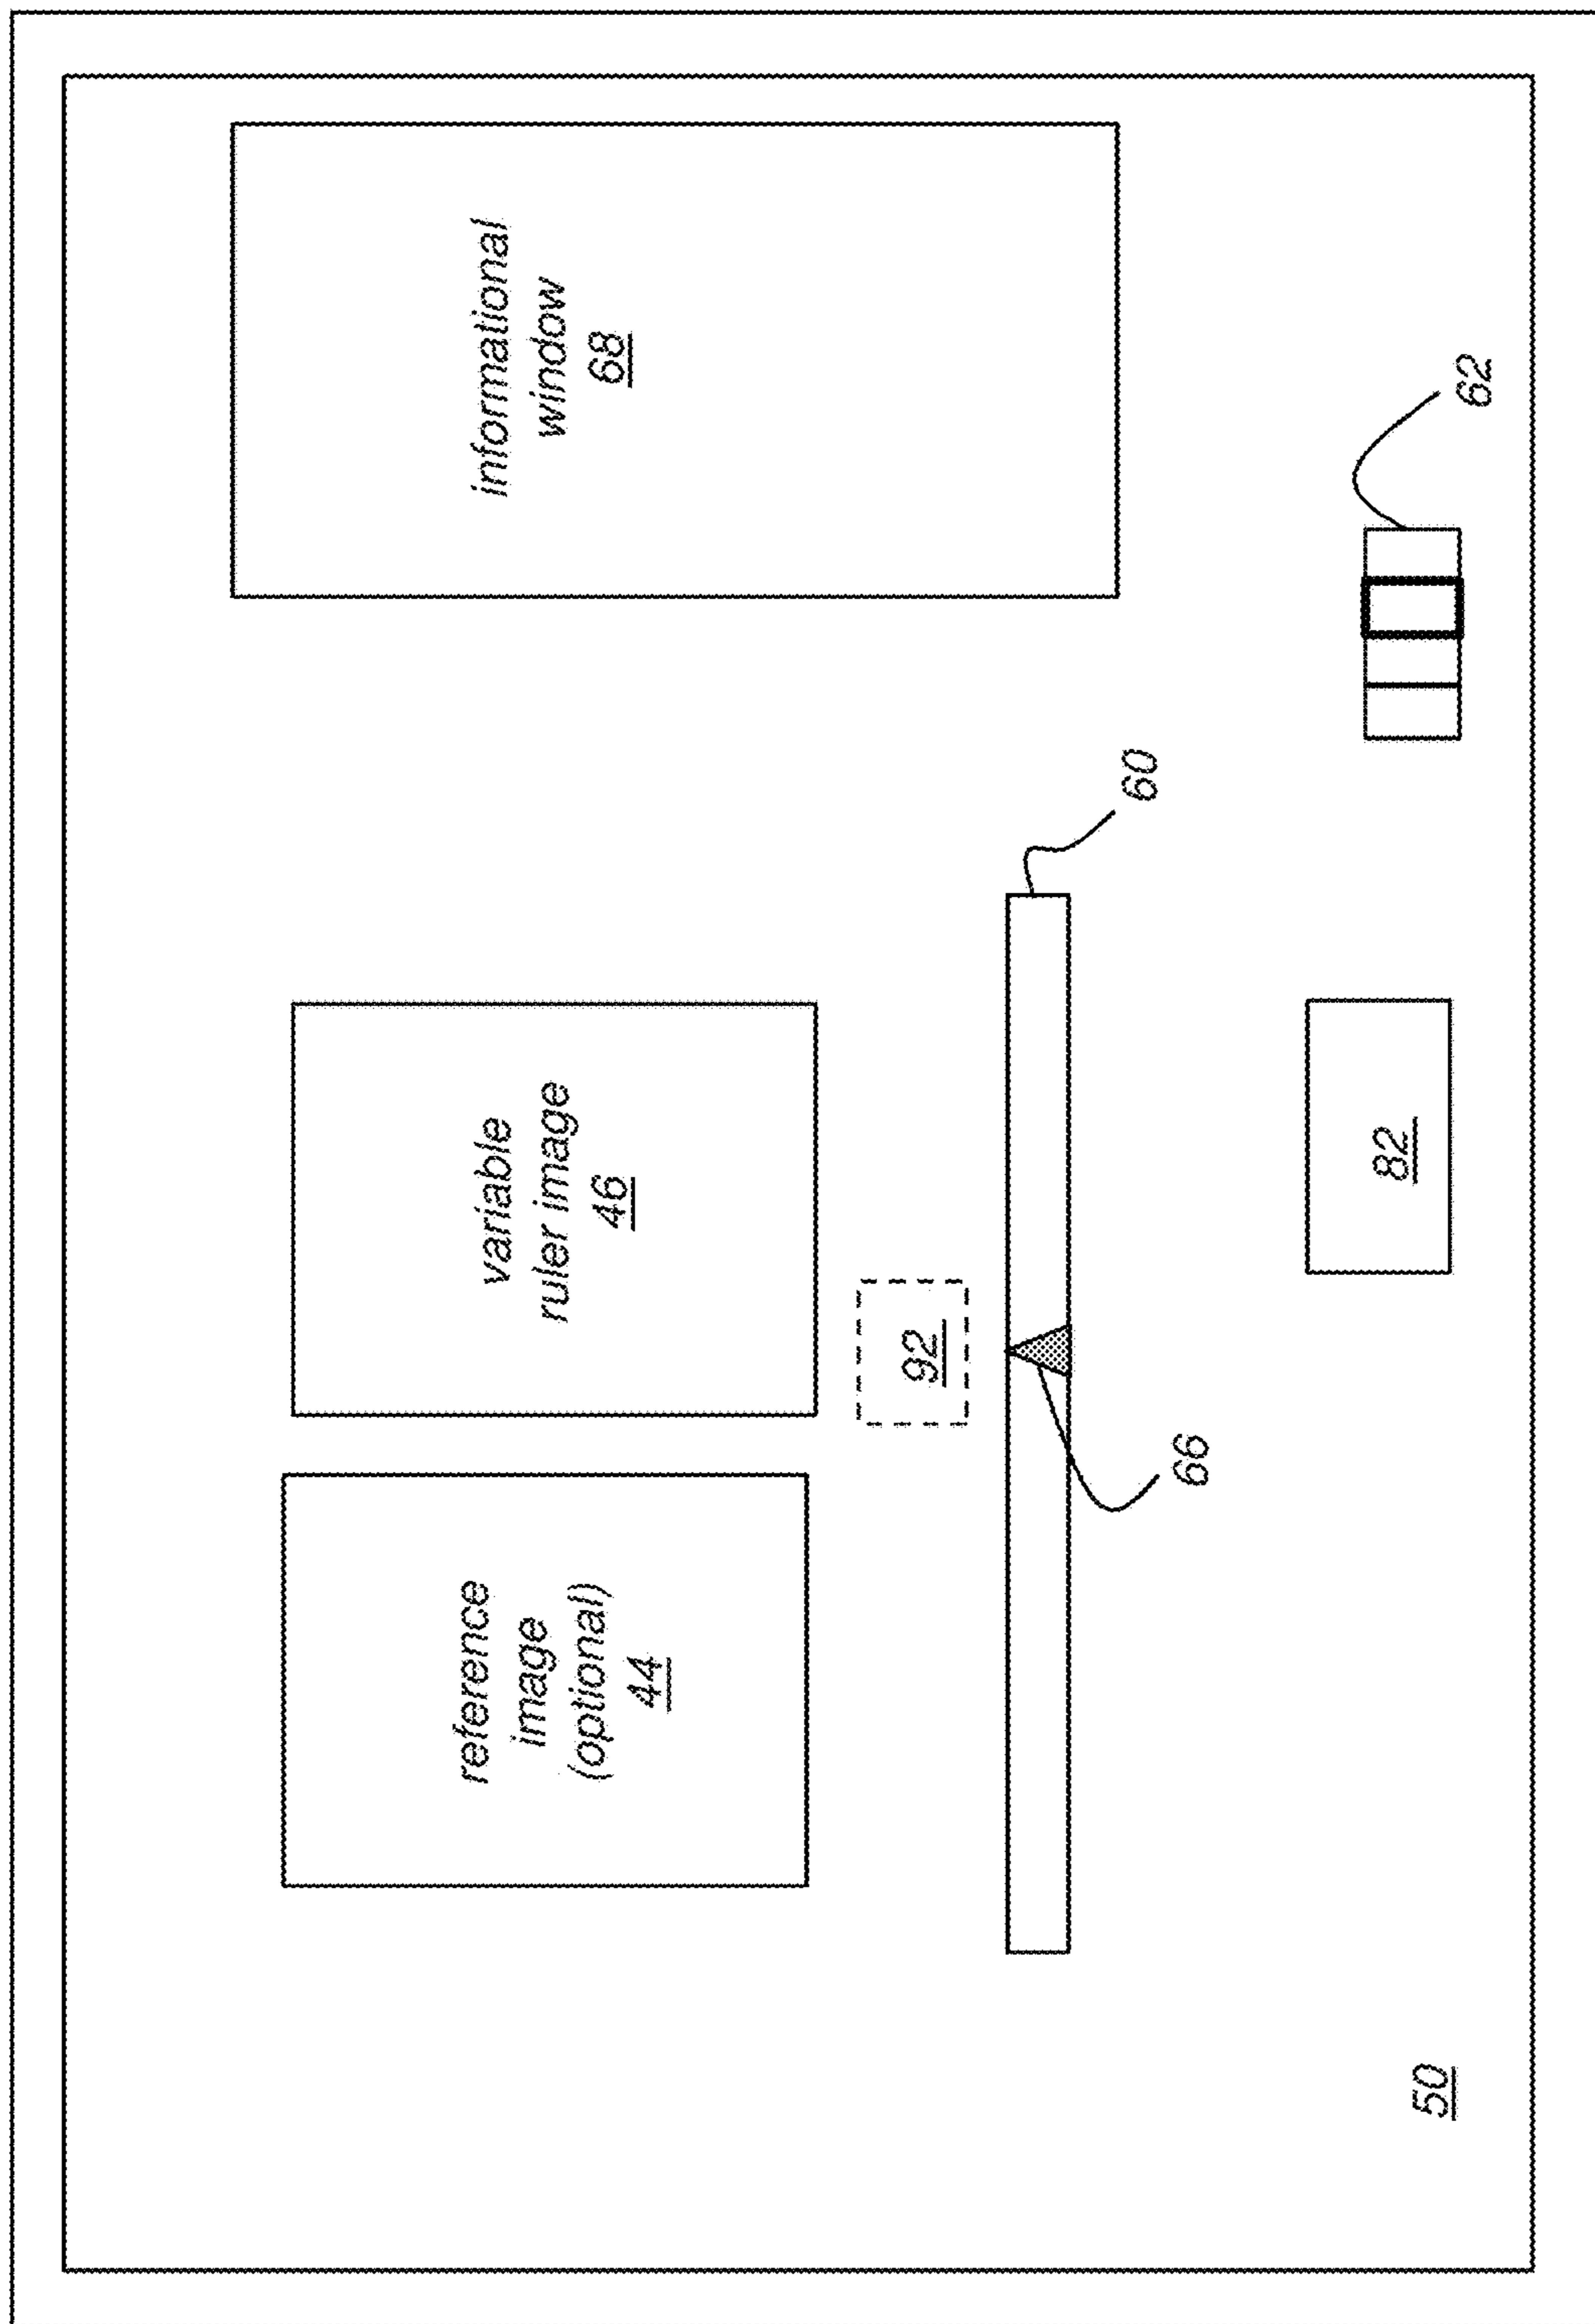 reference
image
(optional)
44
variable
ruler image
46
informational
window
68
92
60
66
62
82
50